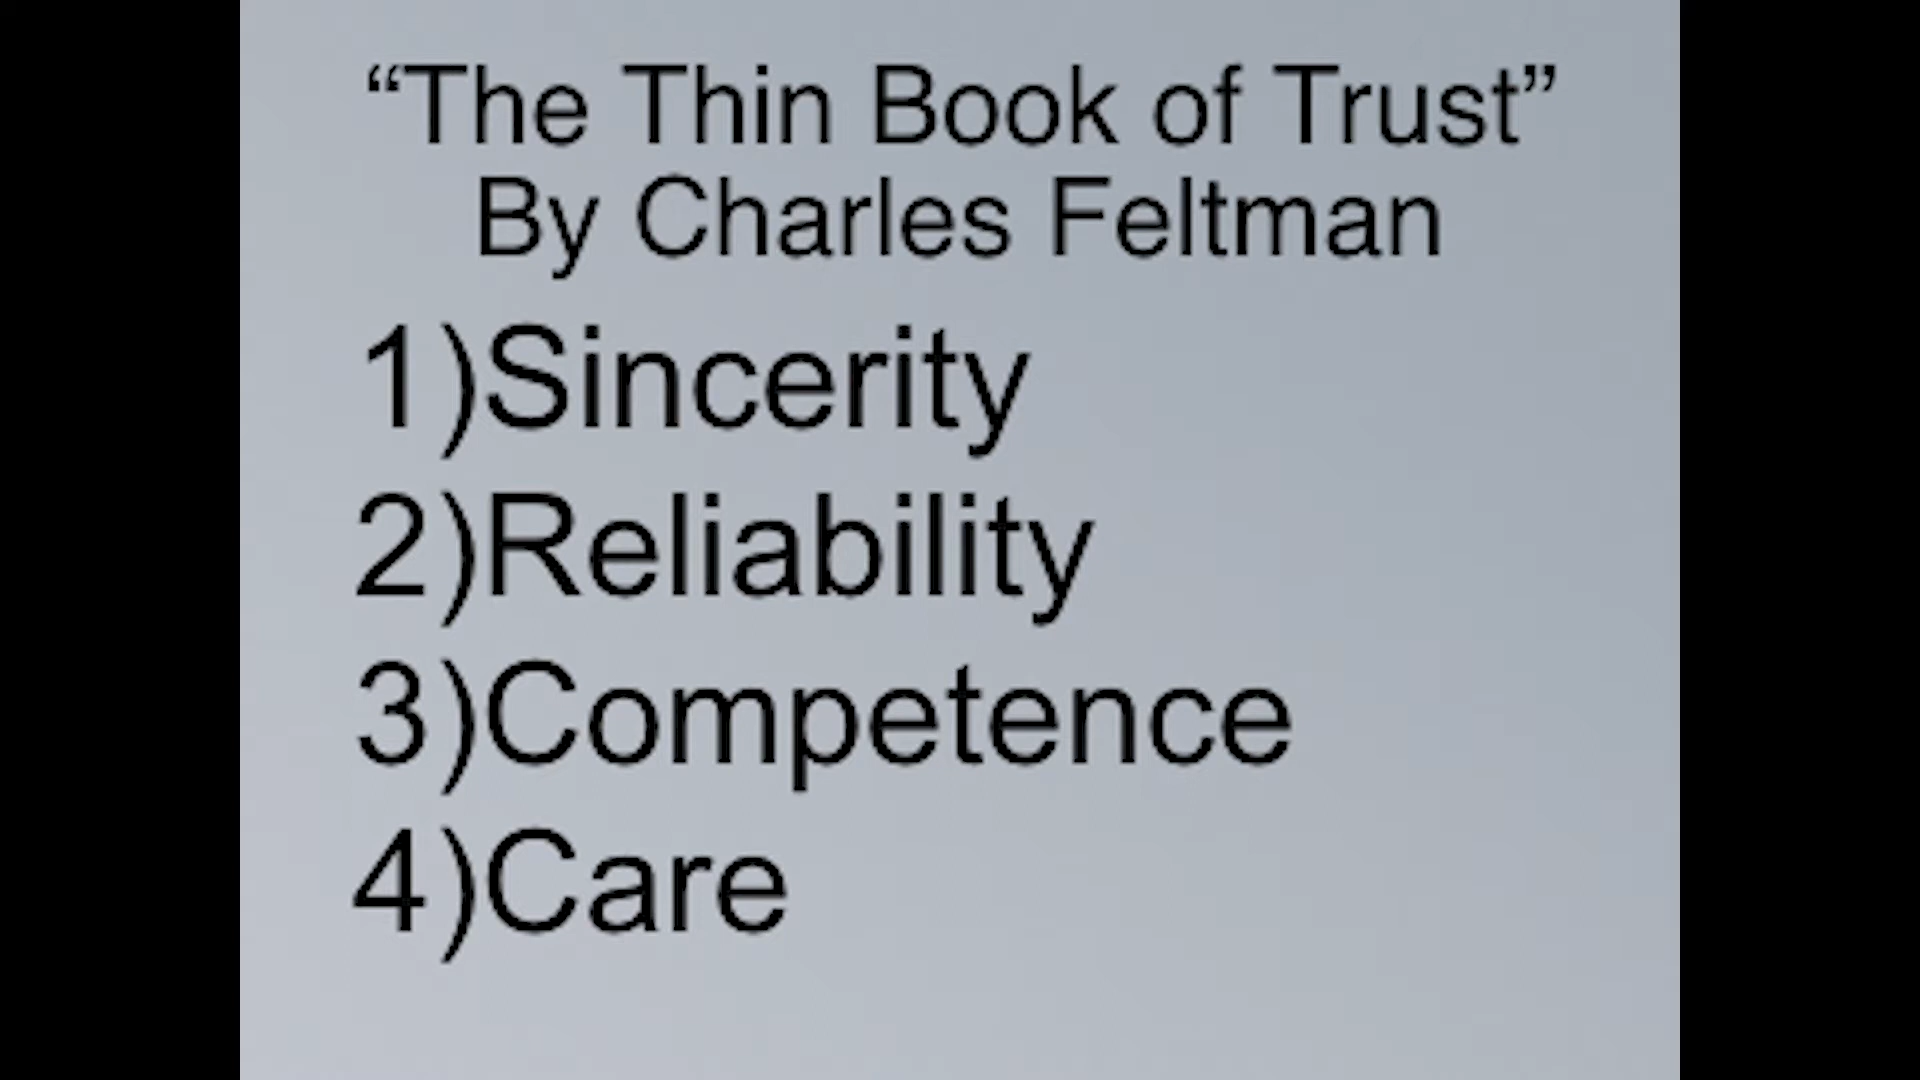 “The Thin Book of Trust”
By Charles Feltman
1)Sincerity
2)Reliability
3)Competence
4)Care